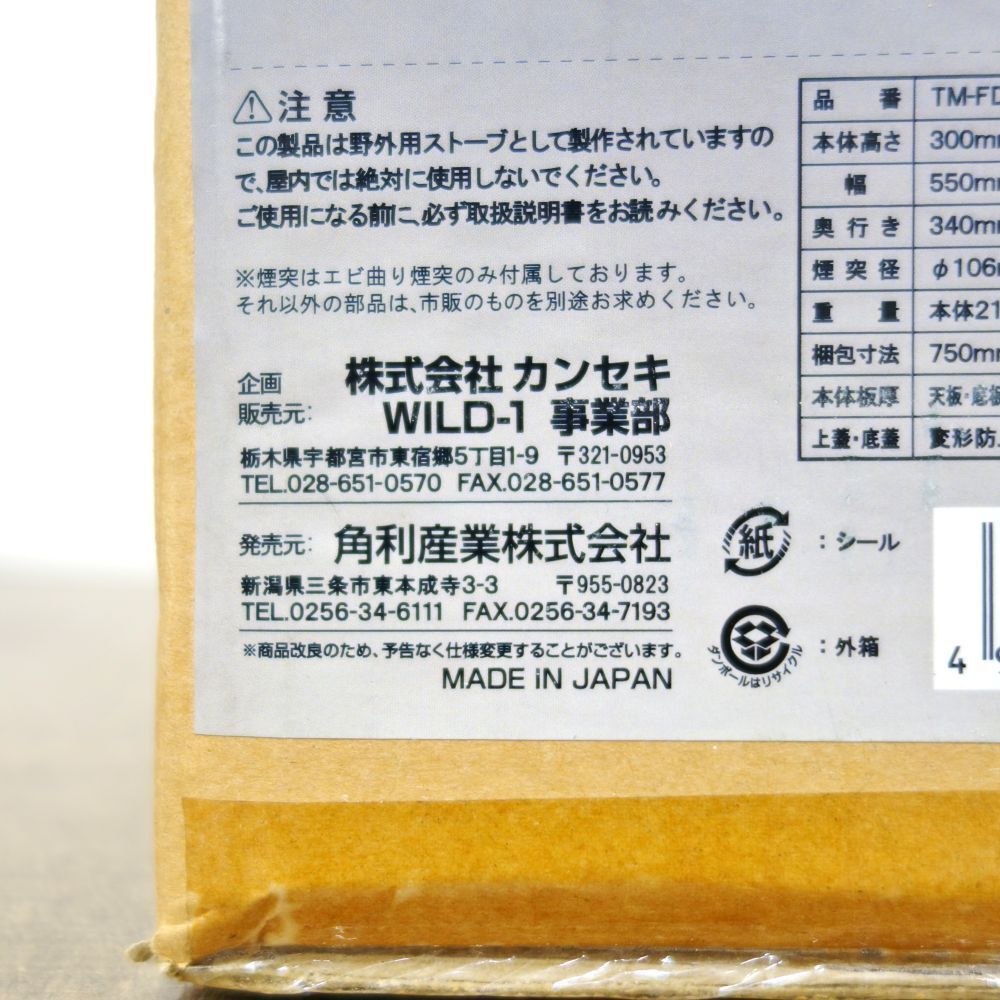 ⚠注意
この製品は野外用ストーブとして製作されていますの
で、屋内では絶対に使用しないでください。
ご使用になる前に、必ず取扱説明書をお読みください。
※煙突はエビ曲り煙突のみ付属しております。
それ以外の部品は、市販のものを別途お求めください。
企画
販売元:
株式会社 カンセキ
WILD-1 事業部
栃木県宇都宮市東宿郷5丁目1-9 〒321-0953
TEL.028-651-0570 FAX.028-651-0577
発売元: 角利産業株式会社
新潟県三条市東本成寺3-3 〒955-0823
TEL.0256-34-6111 FAX.0256-34-7193
※商品改良のため、予告なく仕様変更することがございます。
MADE iN JAPAN
品番 TM-FD
本体高さ 300mm
幅 550mm
奥行き 340mm
煙突径 φ106
重量 本体21
梱包寸法 750mm
本体板厚 天板・底板
上蓋・底蓋 変形防
紙 : シール
ダンボールはリサイクル : 外箱
4